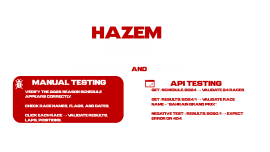 HAZEM
AND
MANUAL TESTING
VERIFY THE 2025 SEASON SCHEDULE
APPEARS CORRECTLY.
CHECK RACE NAMES, FLAGS, AND DATES.
CLICK EACH RACE → VALIDATE RESULTS,
LAPS, POSITIONS.
API TESTING
GET /SCHEDULE/2024 → VALIDATE 24 RACES
GET /RESULTS/2024/1 → VALIDATE RACE
NAME = "BAHRAIN GRAND PRIX"
NEGATIVE TEST: /RESULTS/2050/1 → EXPECT
ERROR OR 404.